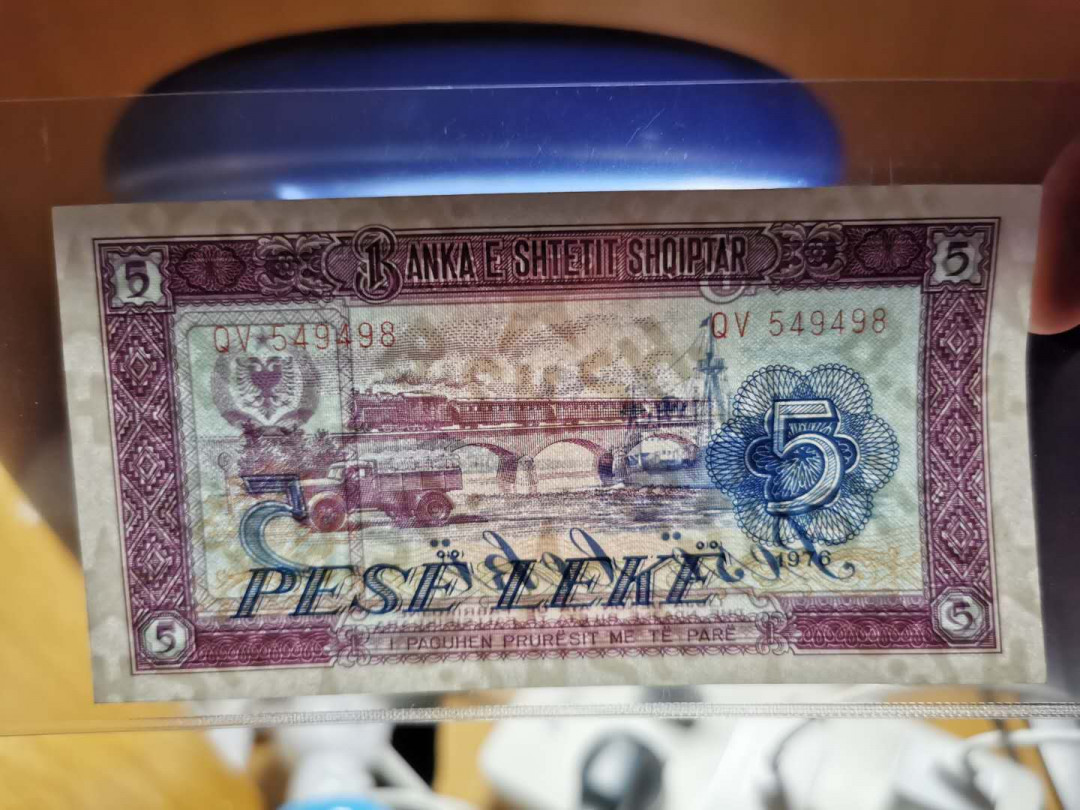 5 BANKA E SHTETIT SHQIPTAR 5
QV 549498 QV 549498
5
1976
PESË LEKË
5 I PAGUHEN PRURËSIT ME TË PARË 5